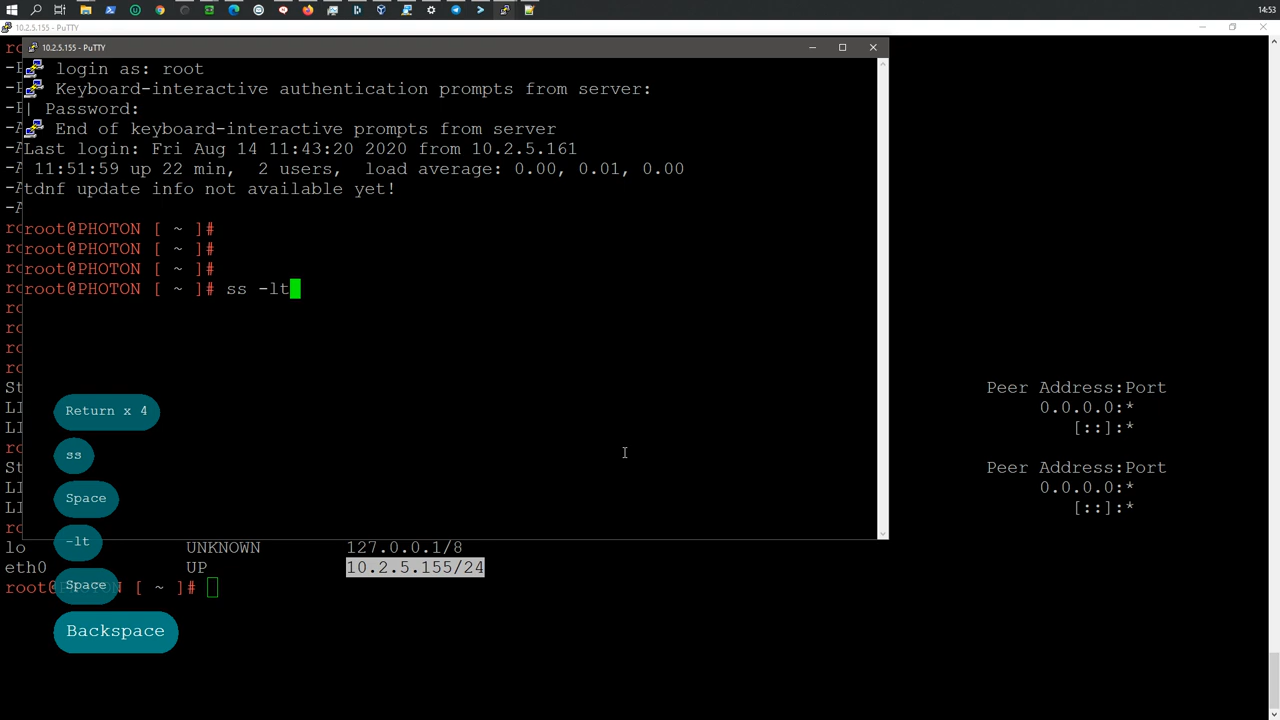 14:53
10.2.5.155 - PuTTY
10.2.5.155 - PuTTY
login as: root
Keyboard-interactive authentication prompts from server:
| Password:
End of keyboard-interactive prompts from server
Last login: Fri Aug 14 11:43:20 2020 from 10.2.5.161
11:51:59 up 22 min, 2 users, load average: 0.00, 0.01, 0.00
tdnf update info not available yet!
root@PHOTON [ ~ ]#
root@PHOTON [ ~ ]#
root@PHOTON [ ~ ]#
root@PHOTON [ ~ ]# ss -lt
Peer Address:Port
0.0.0.0:*
[::]:*
Peer Address:Port
0.0.0.0:*
[::]:*
Return x 4
ss
Space
-lt
Space
Backspace
lo UNKNOWN 127.0.0.1/8
eth0 UP 10.2.5.155/24
[ ~ ]#